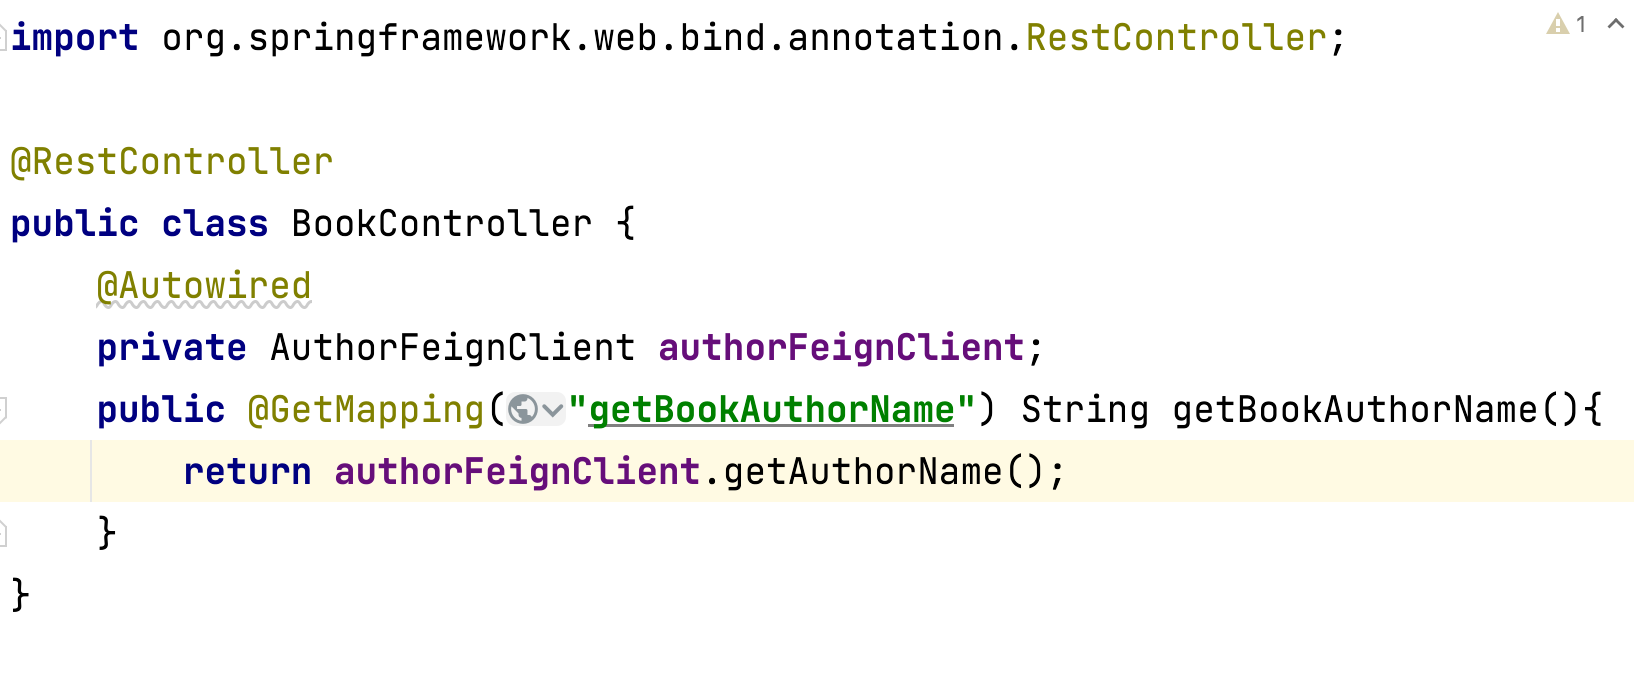 import org.springframework.web.bind.annotation.RestController;
1
@RestController
public class BookController {
@Autowired
private AuthorFeignClient authorFeignClient;
public @GetMapping("getBookAuthorName") String getBookAuthorName(){
return authorFeignClient.getAuthorName();
}
}